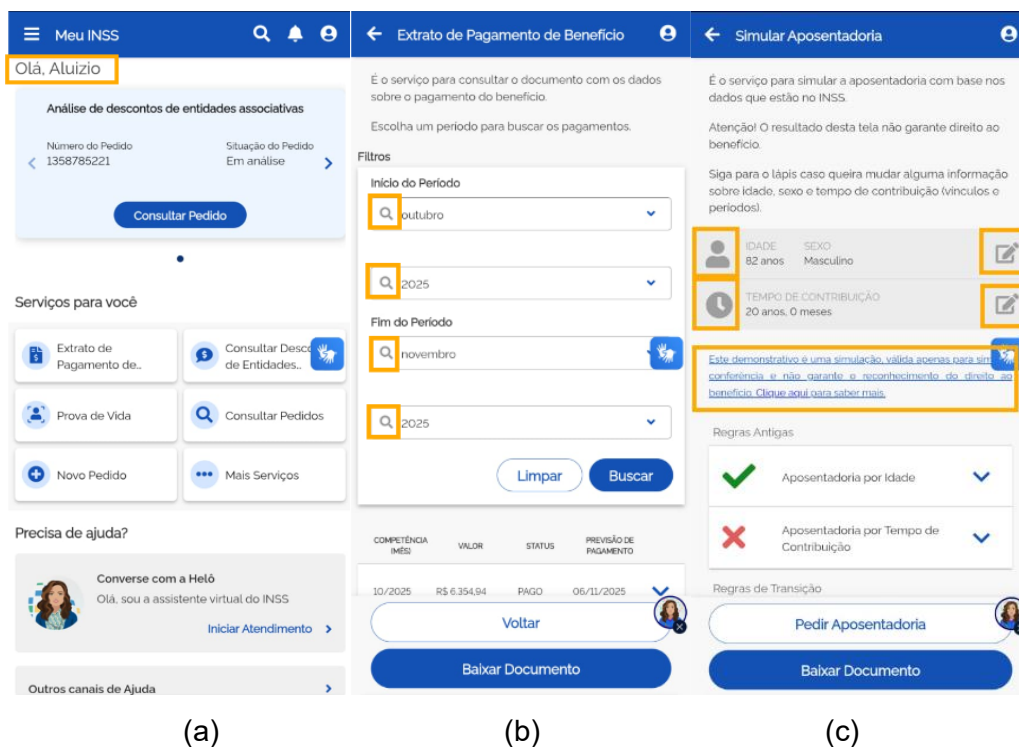 Meu INSS
Olá, Aluizio
Análise de descontos de entidades associativas
Número do Pedido
Situação do Pedido
1358785221
Em análise
Consultar Pedido
Serviços para você
Extrato de
Pagamento de..
Consultar Desc
de Entidades..
Prova de Vida
Consultar Pedidos
Novo Pedido
Mais Serviços
Precisa de ajuda?
Converse com a Helô
Olá, sou a assistente virtual do INSS
Iniciar Atendimento
Outros canais de Ajuda
(a)
Extrato de Pagamento de Benefício
É o serviço para consultar o documento com os dados
sobre o pagamento do benefício.
Escolha um período para buscar os pagamentos.
Filtros
Início do Período
outubro
2025
Fim do Período
novembro
2025
Limpar
Buscar
COMPETÊNCIA
(MÊS)
VALOR
STATUS
PREVISÃO DE
PAGAMENTO
10/2025 R$ 6.354,94 PAGO 06/11/2025
Voltar
Baixar Documento
(b)
Simular Aposentadoria
É o serviço para simular a aposentadoria com base nos
dados que estão no INSS.
Atenção! O resultado desta tela não garante direito ao
benefício.
Siga para o lápis caso queira mudar alguma informação
sobre idade, sexo e tempo de contribuição (vínculos e
períodos).
IDADE SEXO
82 anos Masculino
TEMPO DE CONTRIBUIÇÃO
20 anos, 0 meses
Este demonstrativo é uma simulação, válida apenas para sim
conferência e não garante o reconhecimento do direito ao
benefício. Clique aqui para saber mais.
Regras Antigas
Aposentadoria por Idade
Aposentadoria por Tempo de
Contribuição
Regras de Transição
Pedir Aposentadoria
Baixar Documento
(c)